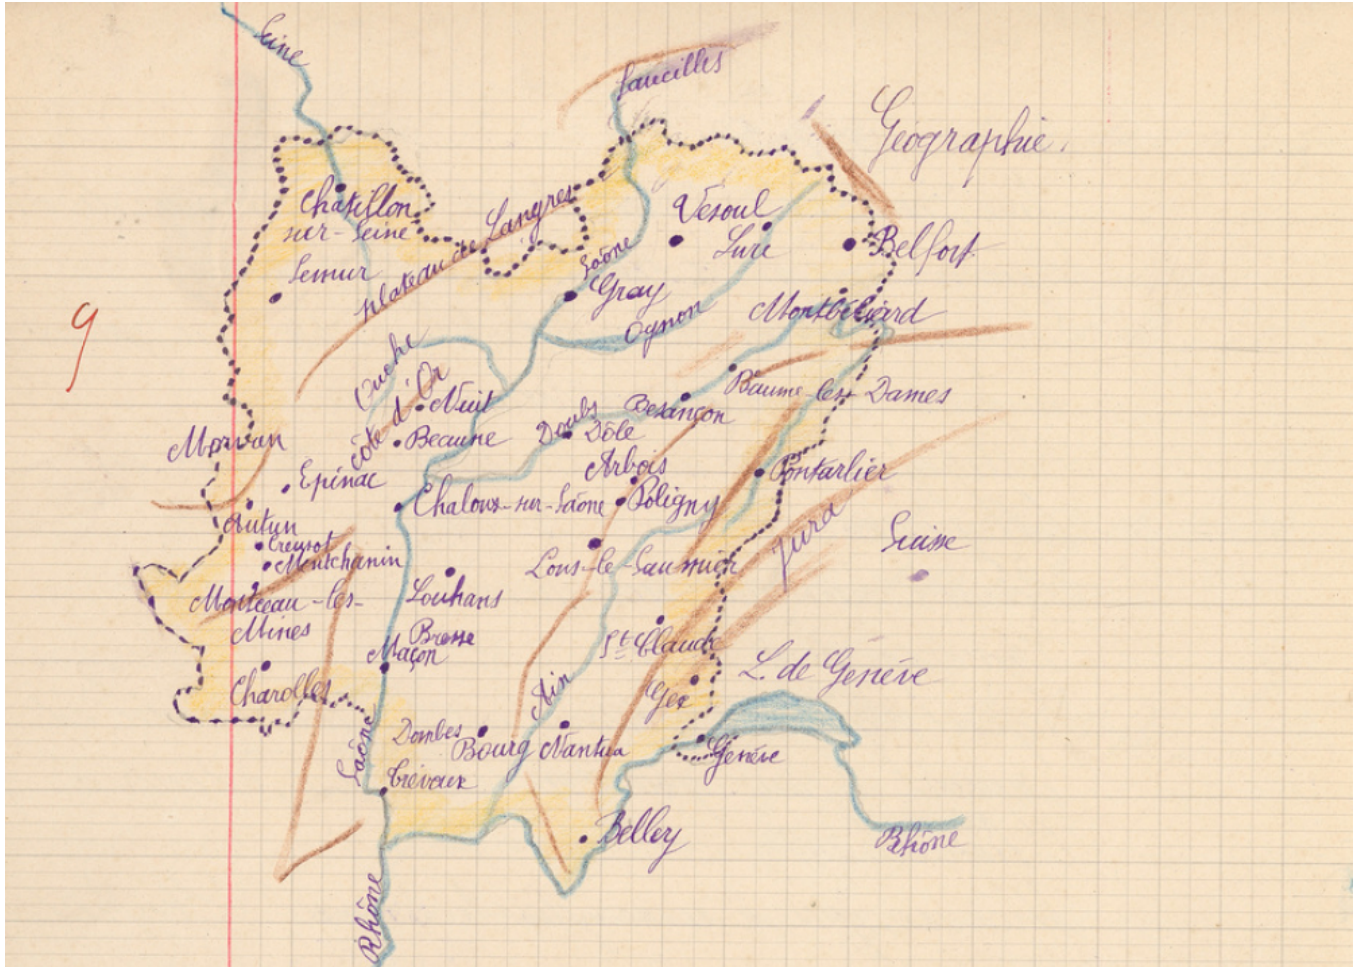 Seine
Faucilles
Géographie.
Chatillon
sur-Seine
Semur
Plateau de Langres
Vesoul
Lure
Belfort
Saône
Gray
Ognon
Montbéliard
9
Ouche
côte d'Or
Nuit
Beaune
Baume-les-Dames
Besançon
Doubs
Dôle
Morvan
Epinac
Arbois
Pontarlier
Chalons-sur-Saône
Poligny
Autun
Creusot
Montchanin
Jura
Suisse
Lons-le-Saunier
Montceau-les-
Mines
Louhans
Bresse
Maçon
St Claude
Charolles
Gex
L. de Genéve
Ain
Saône
Dombes
Bourg
Nantua
Genéve
Trévoux
Belley
Rhône
Rhône